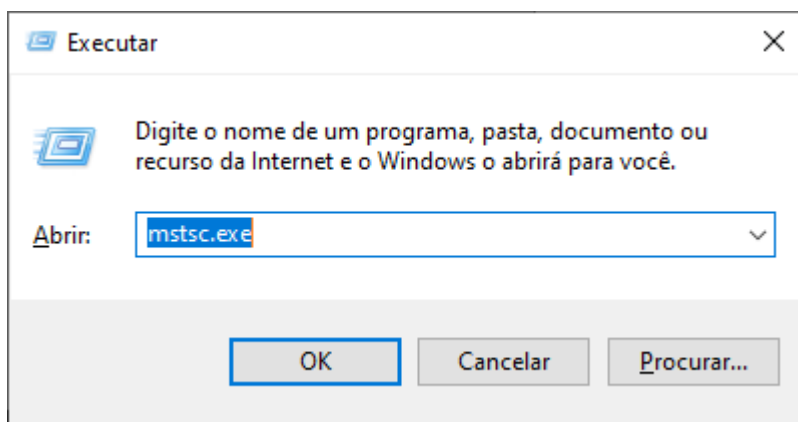 Executar
Digite o nome de um programa, pasta, documento ou
recurso da Internet e o Windows o abrirá para você.
Abrir:
mstsc.exe
OK
Cancelar
Procurar...